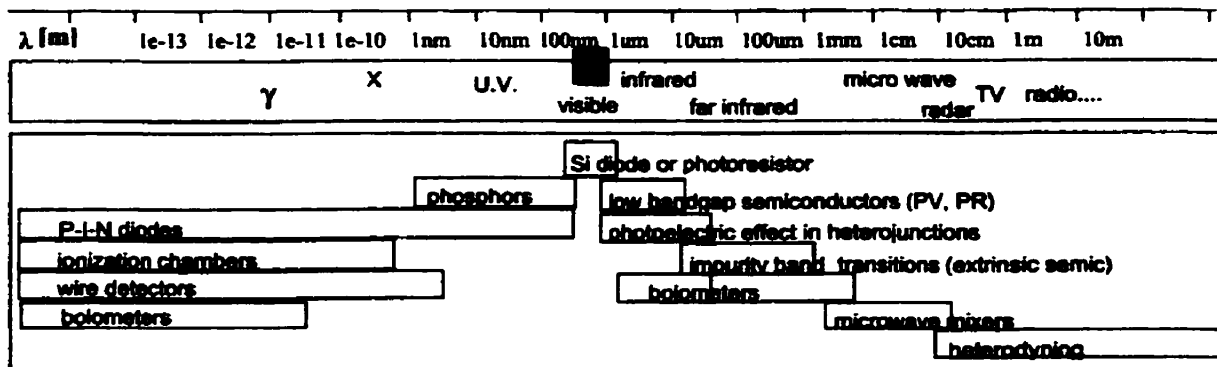 λ [m] 1e-13 1e-12 1e-11 1e-10 1nm 10nm 100nm 1um 10um 100um 1mm 1cm 10cm 1m 10m
γ X U.V. visible infrared far infrared micro wave radar TV radio....
Si diode or photoresistor
phosphors low bandgap semiconductors (PV, PR)
P-I-N diodes photoelectric effect in heterojunctions
ionization chambers impurity band transitions (extrinsic semic)
wire detectors bolometers
bolometers microwave mixers
heterodyning